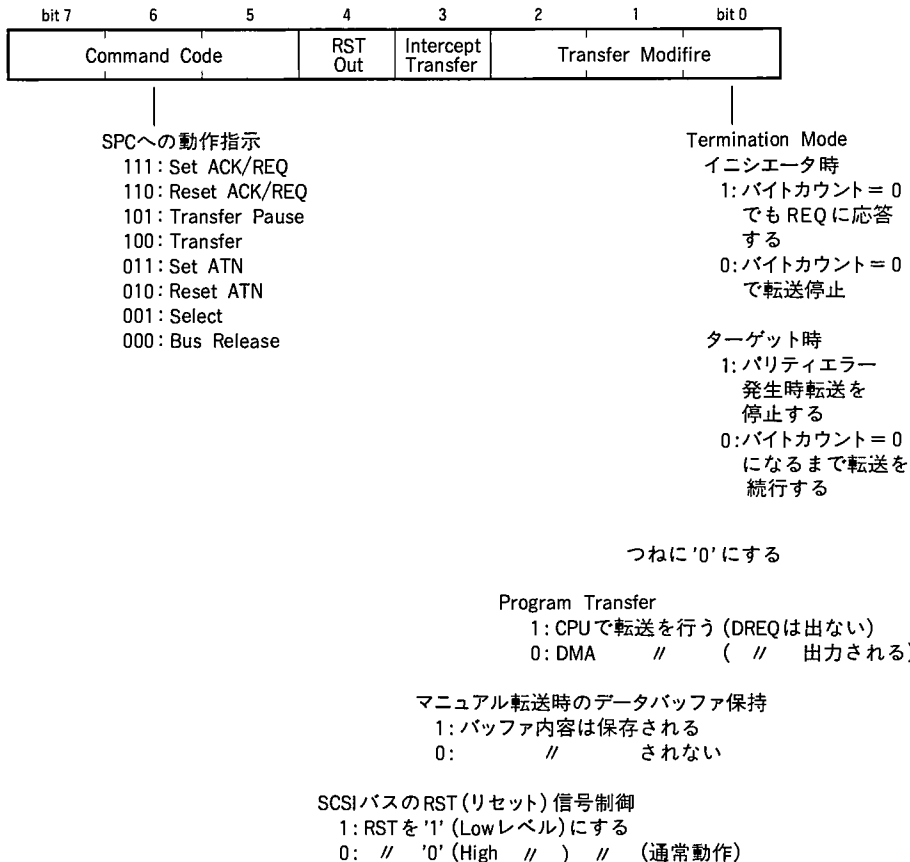 bit 7 6 5 4 3 2 1 bit 0
Command Code RST Out Intercept Transfer Transfer Modifire
SPCへの動作指示
111: Set ACK/REQ
110: Reset ACK/REQ
101: Transfer Pause
100: Transfer
011: Set ATN
010: Reset ATN
001: Select
000: Bus Release
Termination Mode
イニシエータ時
1: バイトカウント=0
でもREQに応答
する
0: バイトカウント=0
で転送停止
ターゲット時
1: パリティエラー
発生時転送を
停止する
0: バイトカウント=0
になるまで転送を
続行する
つねに'0'にする
Program Transfer
1: CPUで転送を行う(DREQは出ない)
0: DMA 〃 ( 〃 出力される)
マニュアル転送時のデータバッファ保持
1: バッファ内容は保存される
0: 〃 されない
SCSIバスのRST(リセット)信号制御
1: RSTを'1'(Lowレベル)にする
0: 〃 '0'(High 〃 ) 〃 (通常動作)